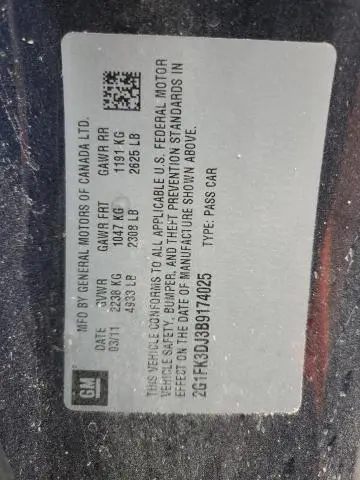 MFD BY GENERAL MOTORS OF CANADA LTD.
DATE GVWR GAWR FRT GAWR RR
03/11 2238 KG 1047 KG 1191 KG
4933 LB 2308 LB 2625 LB
THIS VEHICLE CONFORMS TO ALL APPLICABLE U.S. FEDERAL MOTOR
VEHICLE SAFETY, BUMPER, AND THEFT PREVENTION STANDARDS IN
EFFECT ON THE DATE OF MANUFACTURE SHOWN ABOVE.
2G1FK3DJ3B9174025 TYPE: PASS CAR
GM